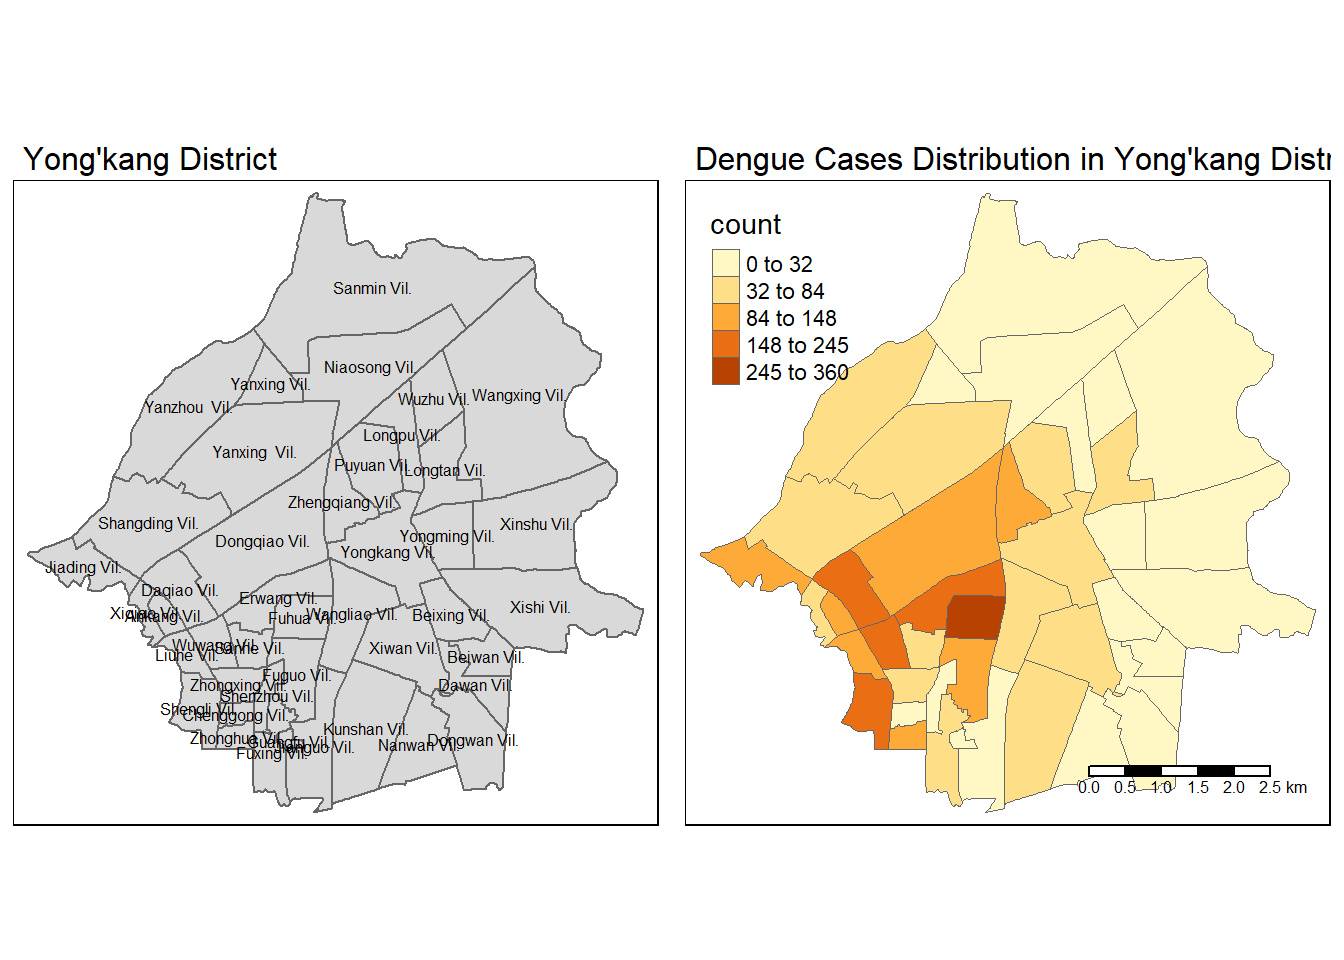 Yong'kang District
Sanmin Vil.
Niaosong Vil.
Yanxing Vil.
Wuzhu Vil.
Wangxing Vil.
Yanzhou  Vil.
Longpu Vil.
Yanxing  Vil.
Puyuan Vil.
Longtan Vil.
Zhengqiang Vil.
Shangding Vil.
Xinshu Vil.
Dongqiao Vil.
Yongming Vil.
Yongkang Vil.
Jiading Vil.
Daqiao Vil.
Erwang Vil.
Xishi Vil.
Vil.
Fuhua Vil.
Wangliao Vil.
Beixing Vil.
Wuwang Vil.
Sanhe Vil.
Liuhe Vil.
Xiwan Vil.
Beiwan Vil.
Fuguo Vil.
Zhongxing Vil.
Dawan Vil.
Shenzhou Vil.
Shengli Vil.
Chenggong Vil.
Kunshan Vil.
Zhonghua Vil.
Vil.
Nanwan Vil.
Dongwan Vil.
Fuxing Vil.
Dengue Cases Distribution in Yong'kang Distr
count
0 to 32
32 to 84
84 to 148
148 to 245
245 to 360
0.0 0.5 1.0 1.5 2.0 2.5 km